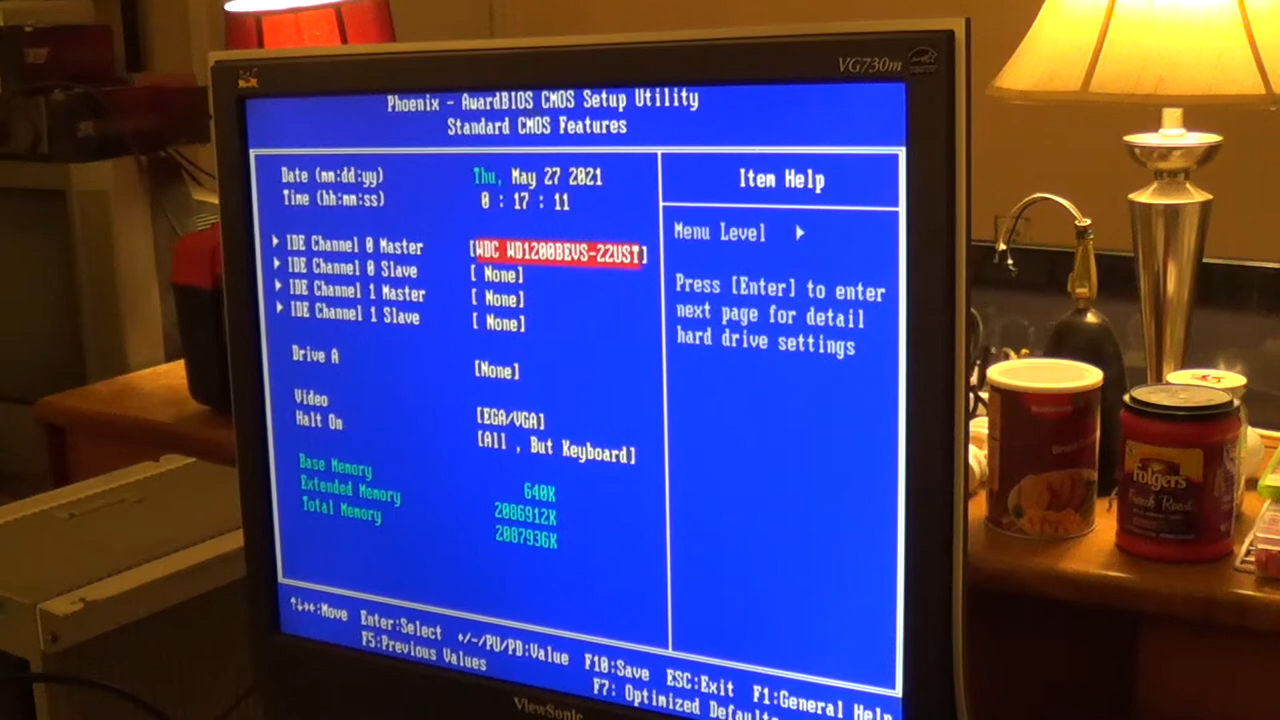 VG730m
Phoenix - AwardBIOS CMOS Setup Utility
Standard CMOS Features
Date (mm:dd:yy) Thu, May 27 2021
Time (hh:mm:ss) 0 : 17 : 11
IDE Channel 0 Master [WDC WD1200BEVS-22UST]
IDE Channel 0 Slave [ None]
IDE Channel 1 Master [ None]
IDE Channel 1 Slave [ None]
Drive A [None]
Video [EGA/VGA]
Halt On [All , But Keyboard]
Base Memory 640K
Extended Memory 2086912K
Total Memory 2087936K
Item Help
Menu Level
Press [Enter] to enter
next page for detail
hard drive settings
↑↓→←:Move Enter:Select +/-/PU/PD:Value F10:Save ESC:Exit F1:General Help
F5:Previous Values F7: Optimized Defaults
ViewSonic
Folgers
French Roast